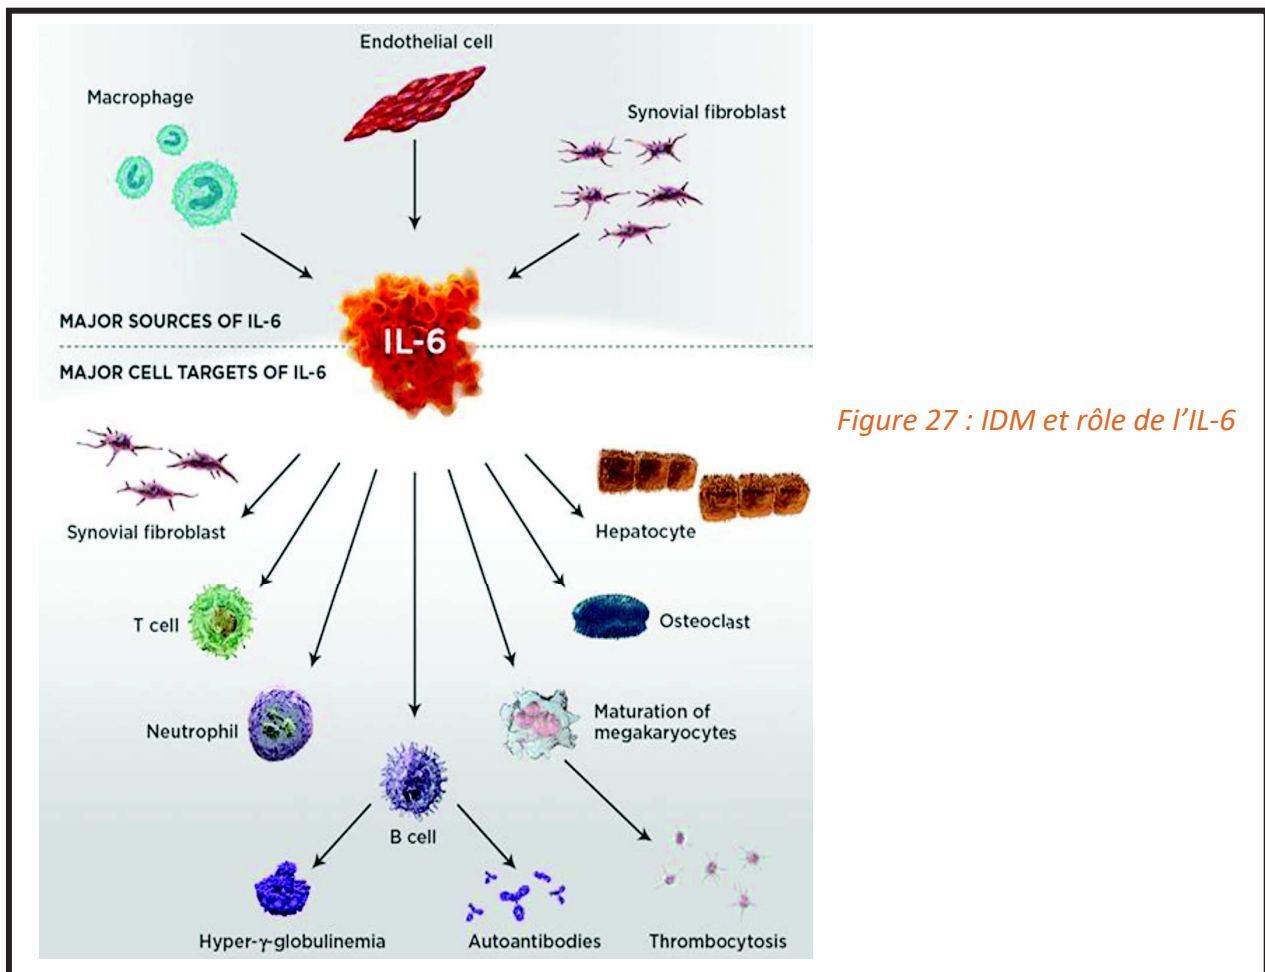 Endothelial cell
Macrophage
Synovial fibroblast
MAJOR SOURCES OF IL-6
IL-6
MAJOR CELL TARGETS OF IL-6
Figure 27 : IDM et rôle de l’IL-6
Synovial fibroblast
Hepatocyte
T cell
Osteoclast
Neutrophil
Maturation of
megakaryocytes
B cell
Hyper-γ-globulinemia
Autoantibodies
Thrombocytosis